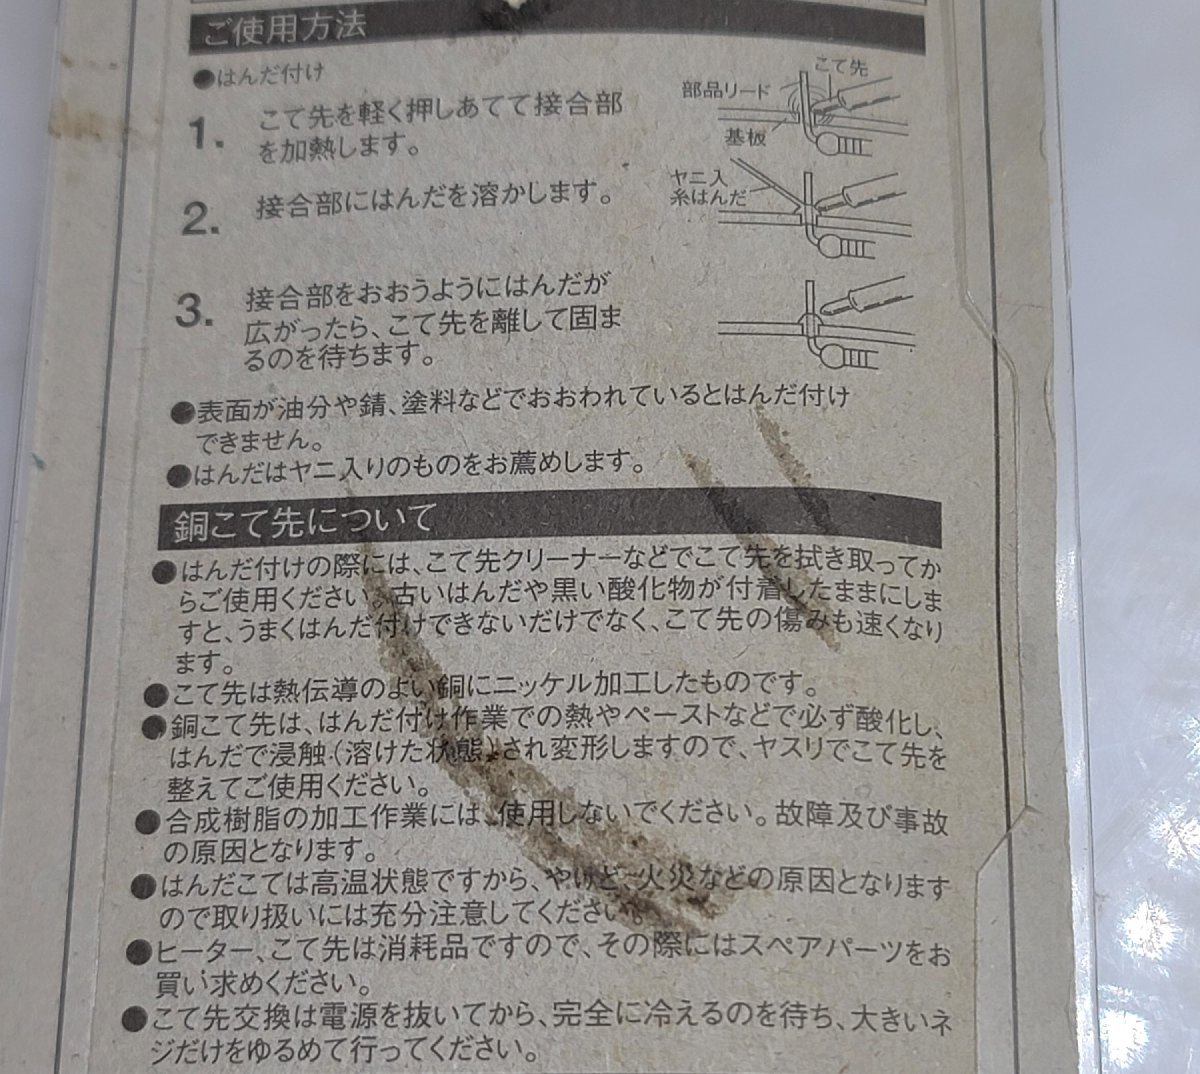 ご使用方法
●はんだ付け
1. こて先を軽く押しあてて接合部
を加熱します。
こて先
部品リード
基板
2. 接合部にはんだを溶かします。
ヤニ入
糸はんだ
3. 接合部をおおうようにはんだが
広がったら、こて先を離して固ま
るのを待ちます。
●表面が油分や錆、塗料などでおおわれているとはんだ付け
できません。
●はんだはヤニ入りのものをお薦めします。
銅こて先について
●はんだ付けの際には、こて先クリーナーなどでこて先を拭き取ってか
らご使用ください。古いはんだや黒い酸化物が付着したままにしま
すと、うまくはんだ付けできないだけでなく、こて先の傷みも速くなり
ます。
●こて先は熱伝導のよい銅にニッケル加工したものです。
●銅こて先は、はんだ付け作業での熱やペーストなどで必ず酸化し、
はんだで浸触(溶けた状態)され変形しますので、ヤスリでこて先を
整えてご使用ください。
●合成樹脂の加工作業には、使用しないでください。故障及び事故
の原因となります。
●はんだこては高温状態ですから、やけど、火災などの原因となります
ので取り扱いには充分注意してください。
●ヒーター、こて先は消耗品ですので、その際にはスペアパーツをお
買い求めください。
●こて先交換は電源を抜いてから、完全に冷えるのを待ち、大きいネ
ジだけをゆるめて行ってください。